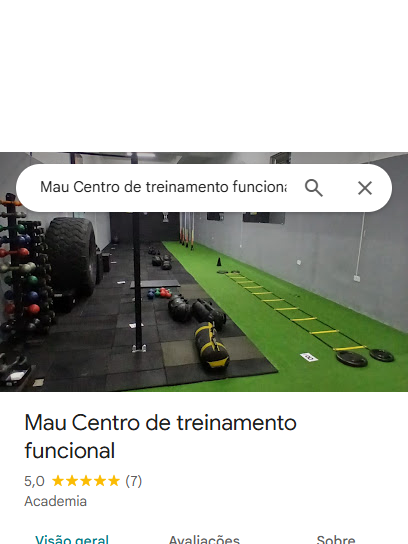 Mau Centro de treinamento funciona
Mau Centro de treinamento
funcional
5,0 (7)
Academia
Visão geral Avaliações Sobre